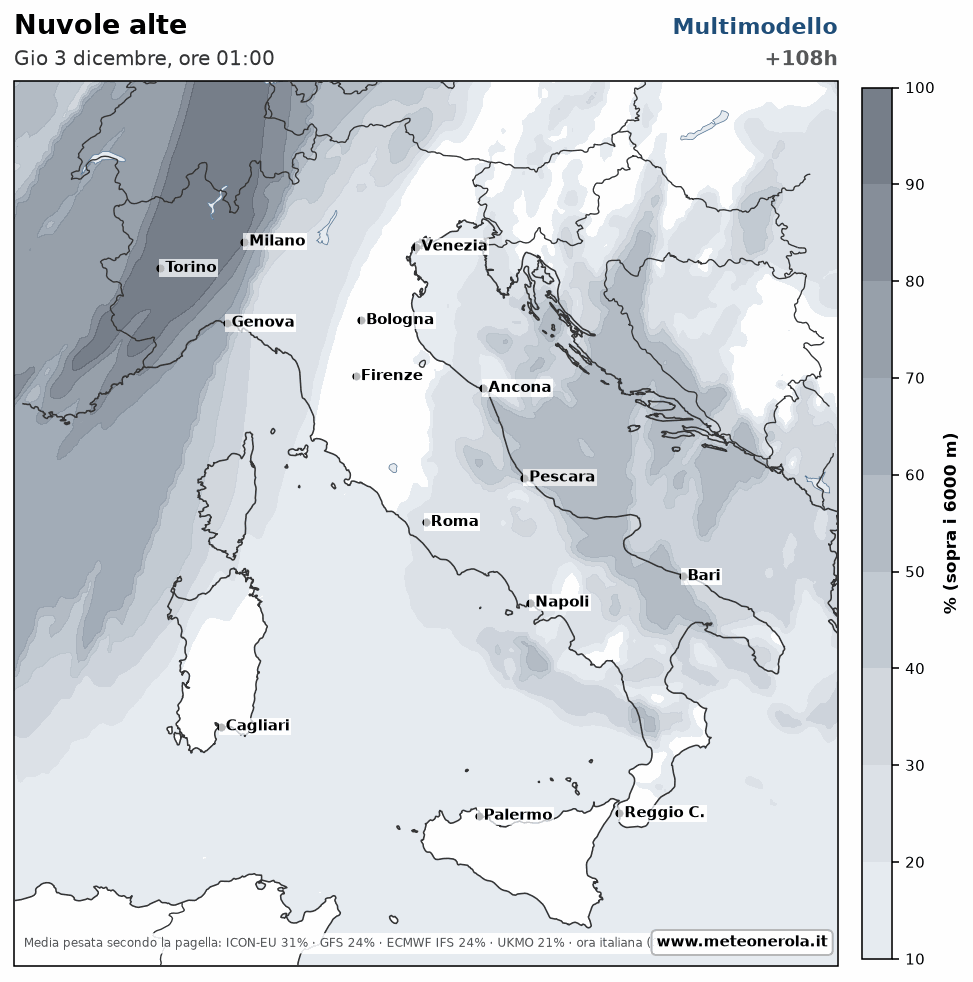 Nuvole alte
Multimodello
Gio 3 dicembre, ore 01:00
+108h
100
90
80
70
60
50
40
30
20
10
% (sopra i 6000 m)
Milano
Venezia
Torino
Genova
Bologna
Firenze
Ancona
Pescara
Roma
Bari
Napoli
Cagliari
Palermo
Reggio C.
Media pesata secondo la pagella: ICON-EU 31% · GFS 24% · ECMWF IFS 24% · UKMO 21% · ora italiana (
www.meteonerola.it